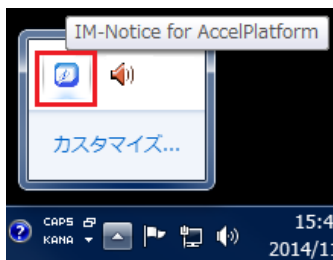 IM-Notice for AccelPlatform
カスタマイズ...
CAPS
KANA
15:4
2014/11